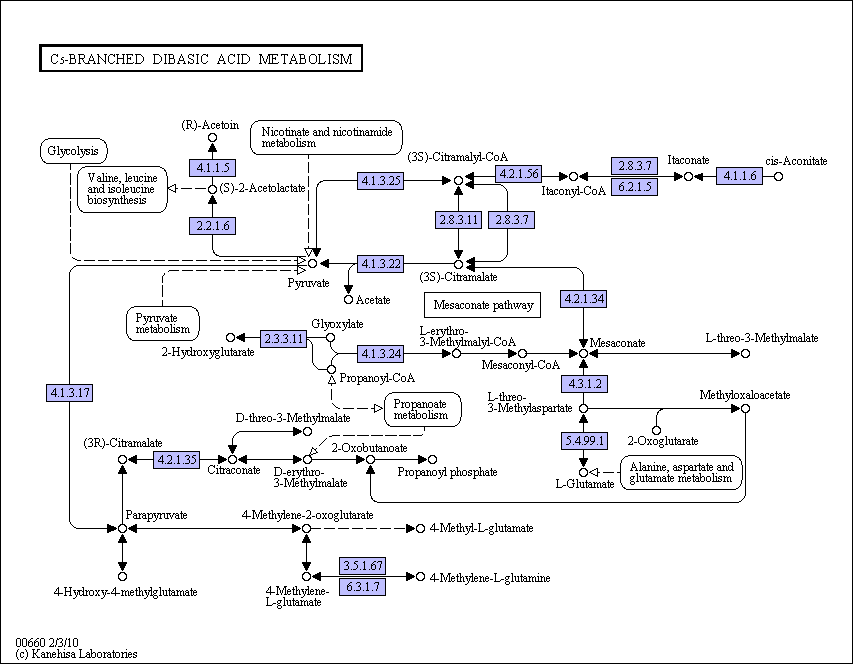 C5-BRANCHED DIBASIC ACID METABOLISM
(R)-Acetoin
Nicotinate and nicotinamide
metabolism
Glycolysis
(3S)-Citramalyl-CoA
2.8.3.7
Itaconate
cis-Aconitate
4.1.1.5
Valine, leucine
and isoleucine
biosynthesis
(S)-2-Acetolactate
4.1.3.25
4.2.1.56
Itaconyl-CoA
6.2.1.5
4.1.1.6
2.2.1.6
2.8.3.11
2.8.3.7
4.1.3.22
Pyruvate
(3S)-Citramalate
Acetate
Mesaconate pathway
4.2.1.34
Pyruvate
metabolism
Glyoxylate
2.3.3.11
2-Hydroxyglutarate
4.1.3.24
L-erythro-
3-Methylmalyl-CoA
Mesaconyl-CoA
Mesaconate
L-threo-3-Methylmalate
Propanoyl-CoA
4.1.3.17
4.3.1.2
L-threo-
3-Methylaspartate
Methyloxaloacetate
Propanoate
metabolism
D-threo-3-Methylmalate
(3R)-Citramalate
4.2.1.35
Citraconate
D-erythro-
3-Methylmalate
2-Oxobutanoate
Propanoyl phosphate
5.4.99.1
2-Oxoglutarate
L-Glutamate
Alanine, aspartate and
glutamate metabolism
Parapyruvate
4-Methylene-2-oxoglutarate
4-Methyl-L-glutamate
4-Hydroxy-4-methylglutamate
4-Methylene-
L-glutamate
3.5.1.67
6.3.1.7
4-Methylene-L-glutamine
00660 2/3/10
(c) Kanehisa Laboratories